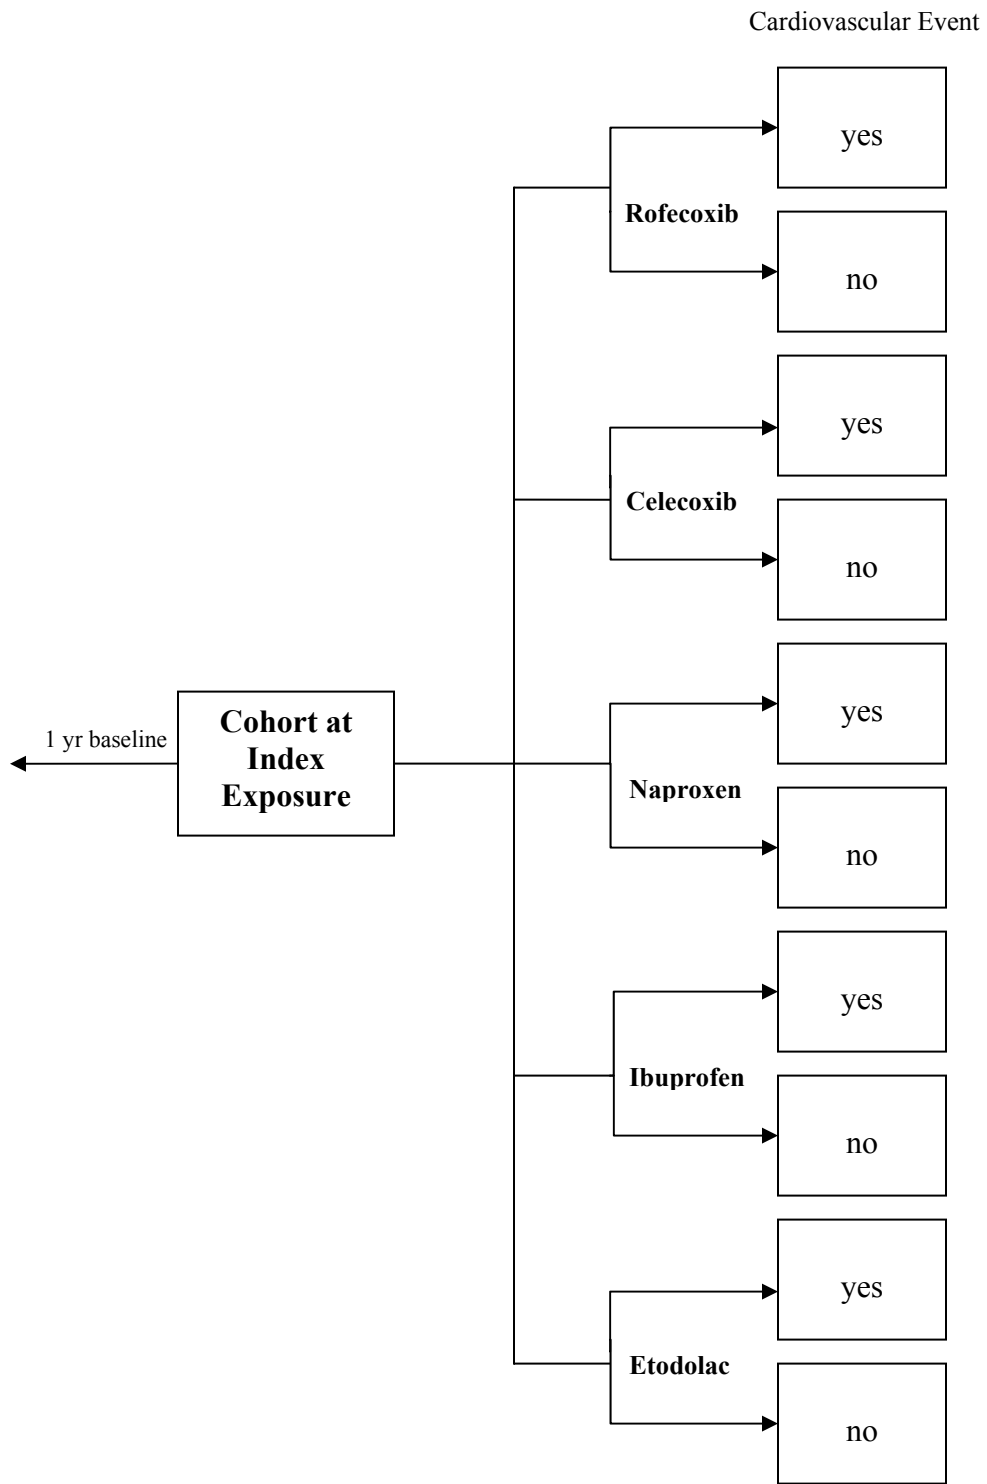 Cardiovascular Event
yes
Rofecoxib
no
yes
Celecoxib
no
1 yr baseline
Cohort at
Index
Exposure
yes
Naproxen
no
yes
Ibuprofen
no
yes
Etodolac
no